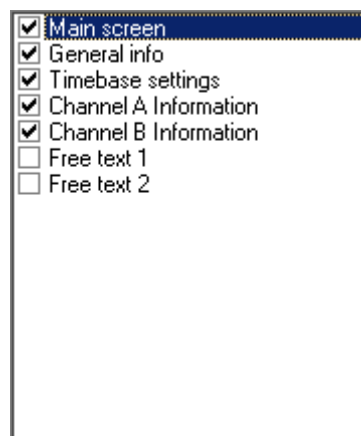 Main screen
General info
Timebase settings
Channel A Information
Channel B Information
Free text 1
Free text 2